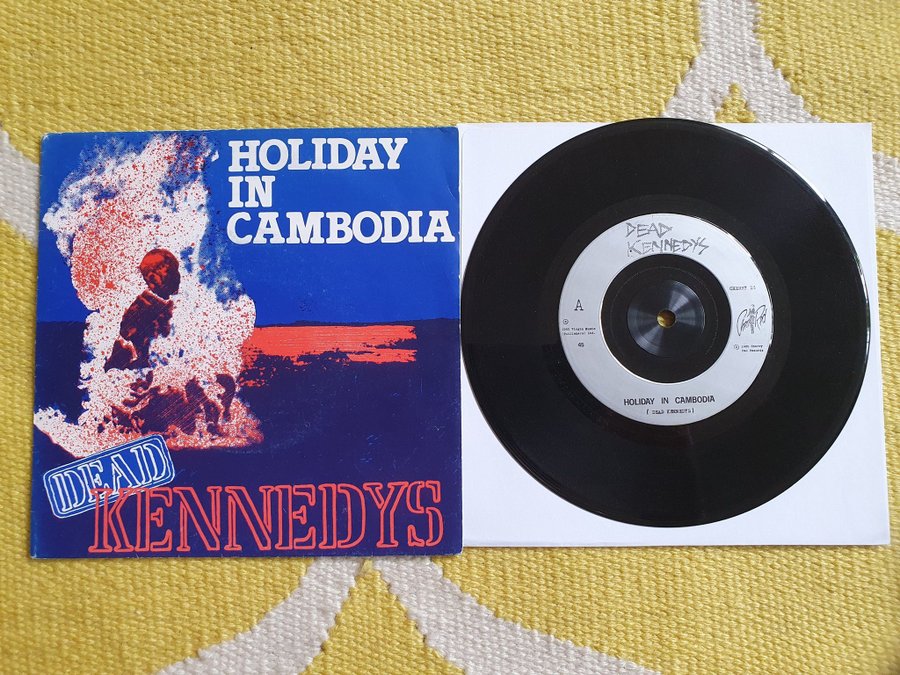 HOLIDAY
IN
CAMBODIA
DEAD
KENNEDYS
DEAD
KENNEDYS
A
45
HOLIDAY IN CAMBODIA
( DEAD KENNEDYS )